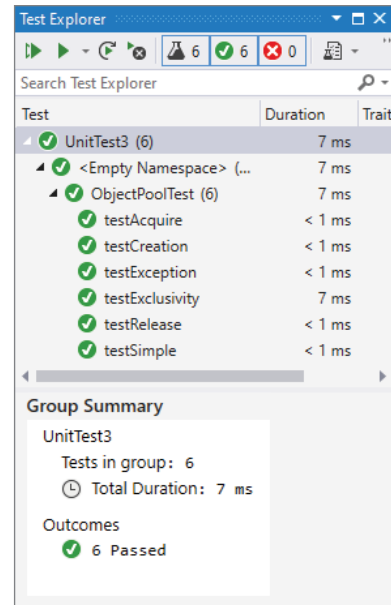 Test Explorer
6 6 0
Search Test Explorer
Test Duration Trait
UnitTest3 (6) 7 ms
<Empty Namespace> (... 7 ms
ObjectPoolTest (6) 7 ms
testAcquire < 1 ms
testCreation < 1 ms
testException < 1 ms
testExclusivity 7 ms
testRelease < 1 ms
testSimple < 1 ms
Group Summary
UnitTest3
Tests in group: 6
Total Duration: 7 ms
Outcomes
6 Passed